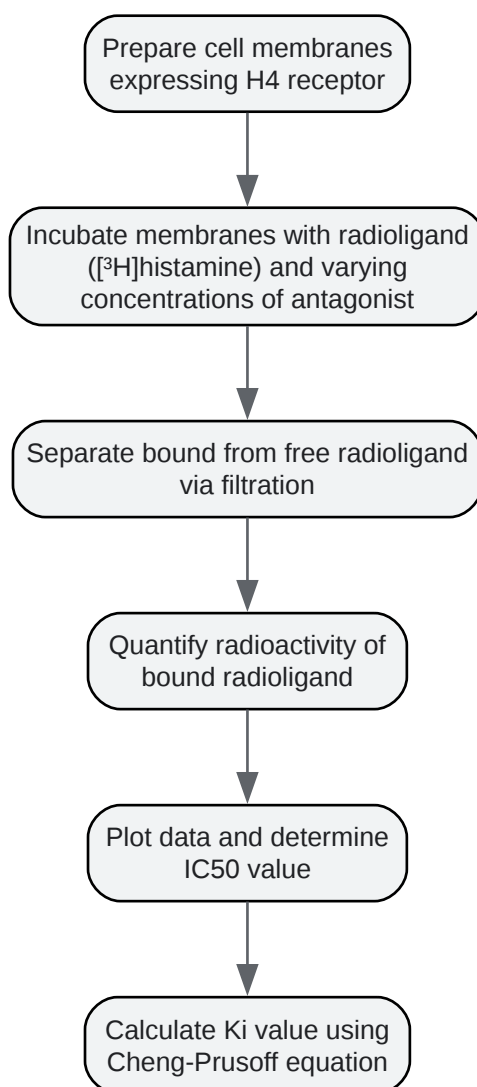 Prepare cell membranes
expressing H4 receptor
Incubate membranes with radioligand
([³H]histamine) and varying
concentrations of antagonist
Separate bound from free radioligand
via filtration
Quantify radioactivity of
bound radioligand
Plot data and determine
IC50 value
Calculate Ki value using
Cheng-Prusoff equation